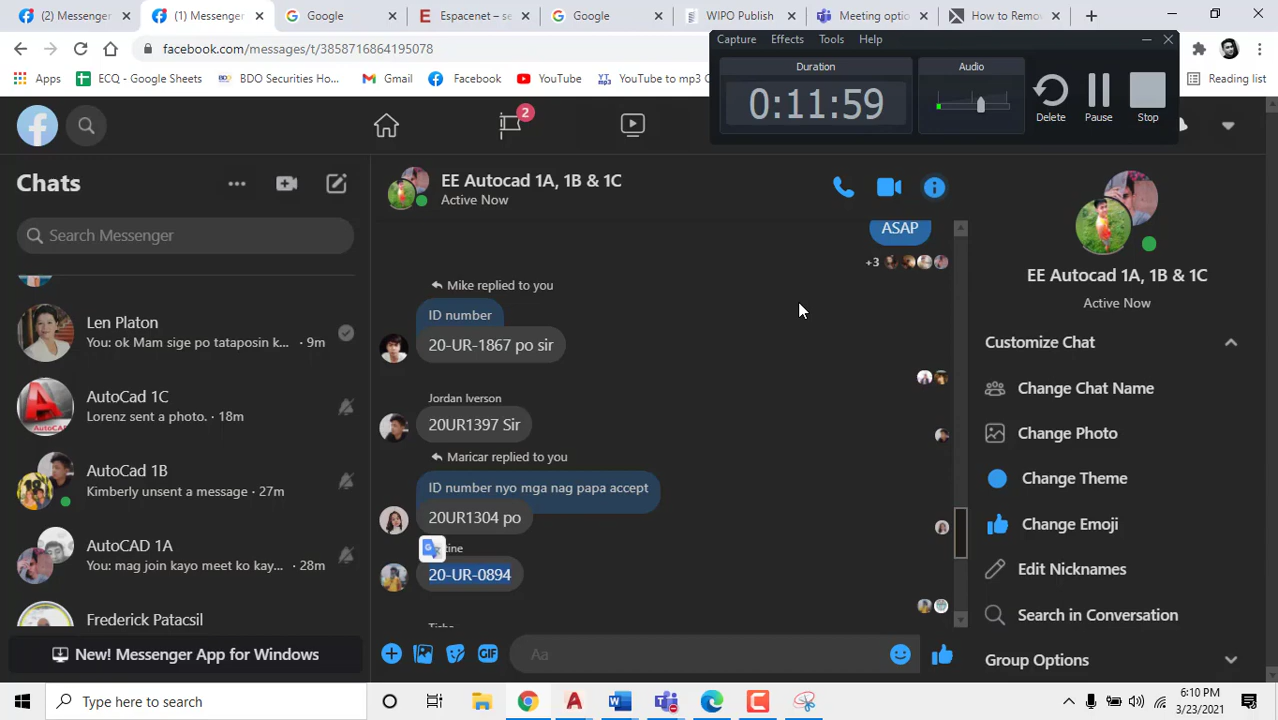 (2) Messenger
(1) Messenger
Google
Espacenet – se
Google
WIPO Publish
Meeting optio
How to Remo
facebook.com/messages/t/3858716864195078
Apps
ECQ - Google Sheets
BDO Securities Ho...
Gmail
Facebook
YouTube
YouTube to mp3 C
Reading list
Capture
Effects
Tools
Help
Duration
0:11:59
Audio
Delete
Pause
Stop
2
Chats
Search Messenger
Len Platon
You: ok Mam sige po tataposin k... · 9m
AutoCad 1C
Lorenz sent a photo. · 18m
AutoCad 1B
Kimberly unsent a message · 27m
AutoCAD 1A
You: mag join kayo meet ko kay... · 28m
Frederick Patacsil
New! Messenger App for Windows
EE Autocad 1A, 1B & 1C
Active Now
ASAP
+3
Mike replied to you
ID number
20-UR-1867 po sir
Jordan Iverson
20UR1397 Sir
Maricar replied to you
ID number nyo mga nag papa accept
20UR1304 po
20-UR-0894
Aa
GIF
EE Autocad 1A, 1B & 1C
Active Now
Customize Chat
Change Chat Name
Change Photo
Change Theme
Change Emoji
Edit Nicknames
Search in Conversation
Group Options
Type here to search
6:10 PM
3/23/2021